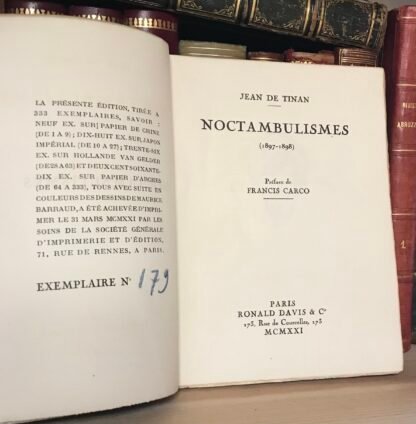 LA PRÉSENTE ÉDITION, TIRÉE A
333 EXEMPLAIRES, SAVOIR :
NEUF EX. SUR PAPIER DE CHINE
(DE 1 A 9) ; DIX-HUIT EX. SUR JAPON
IMPÉRIAL (DE 10 A 27) ; TRENTE-SIX
EX. SUR HOLLANDE VAN GELDER
(DE 28 A 63) ET DEUX CENT SOIXANTE-
DIX EX. SUR PAPIER D'ARCHES
(DE 64 A 333), TOUS AVEC SUITE EN
COULEURS DES DESSINS DE MAURICE
BARRAUD, A ÉTÉ ACHEVÉE D'IMPRI-
MER LE 31 MARS MCMXXI PAR LES
SOINS DE LA SOCIÉTÉ GÉNÉRALE
D'IMPRIMERIE ET D'ÉDITION,
71, RUE DE RENNES, A PARIS.
EXEMPLAIRE No 179
JEAN DE TINAN
NOCTAMBULISMES
(1897-1898)
Préface de
FRANCIS CARCO
PARIS
RONALD DAVIS & Cie
173, Rue de Courcelles, 173
MCMXXI
ABRUZZ
1